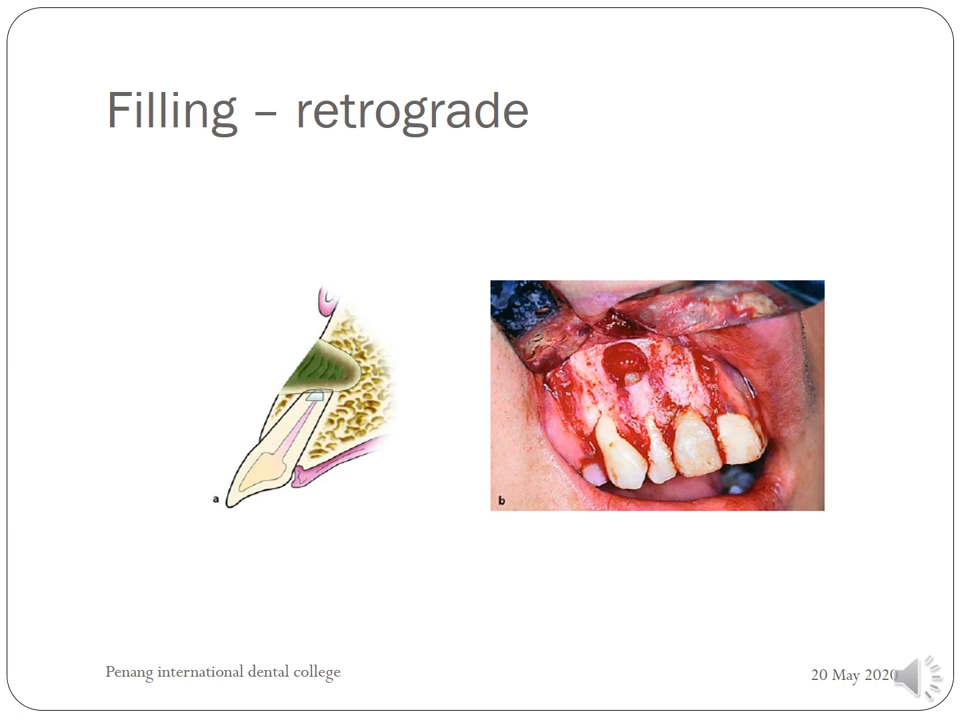 Filling – retrograde
a
b
Penang international dental college
20 May 2020